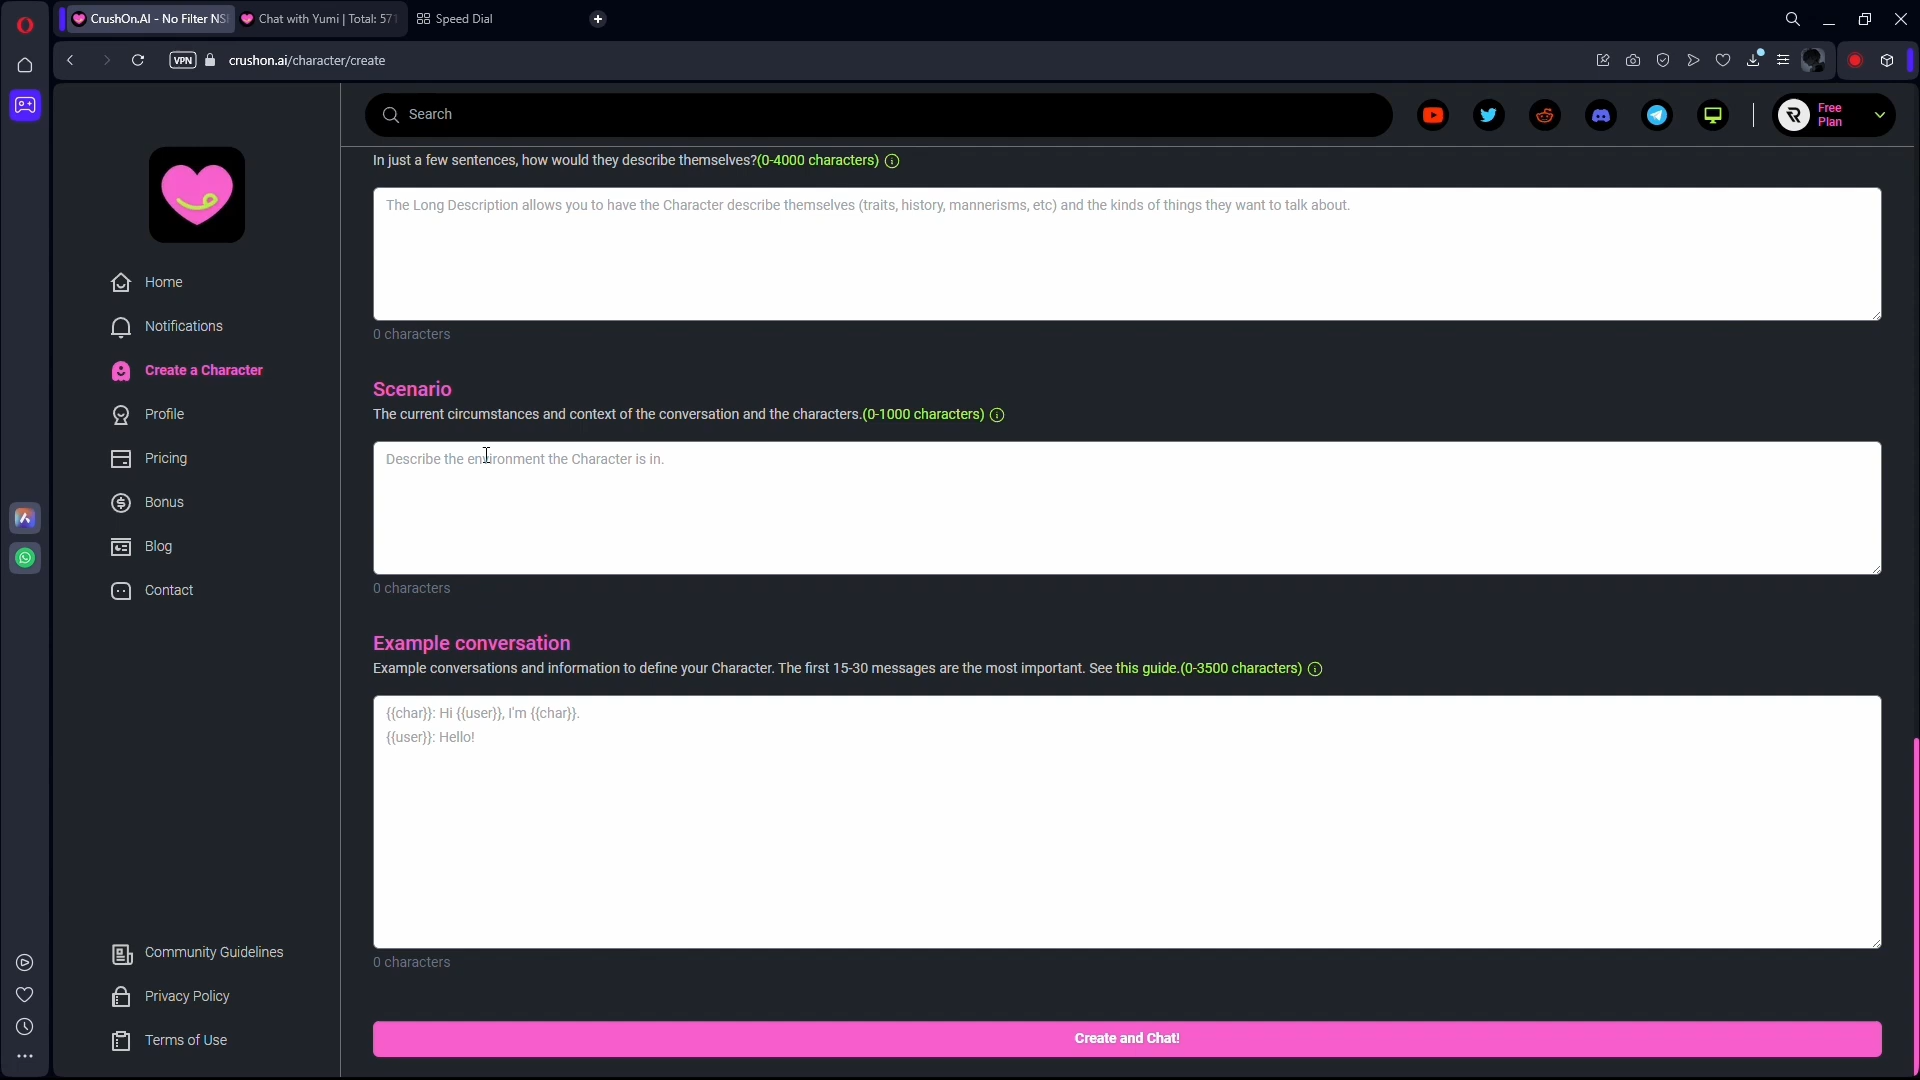 CrushOn.AI - No Filter NS
Chat with Yumi | Total: 571
Speed Dial
VPN
crushon.ai/character/create
Search
Free
Plan
In just a few sentences, how would they describe themselves?(0-4000 characters)
The Long Description allows you to have the Character describe themselves (traits, history, mannerisms, etc) and the kinds of things they want to talk about.
0 characters
Home
Notifications
Create a Character
Profile
Pricing
Bonus
Blog
Contact
Scenario
The current circumstances and context of the conversation and the characters.(0-1000 characters)
Describe the environment the Character is in.
0 characters
Example conversation
Example conversations and information to define your Character. The first 15-30 messages are the most important. See this guide.(0-3500 characters)
{{char}}: Hi {{user}}, I'm {{char}}.
{{user}}: Hello!
0 characters
Community Guidelines
Privacy Policy
Terms of Use
Create and Chat!